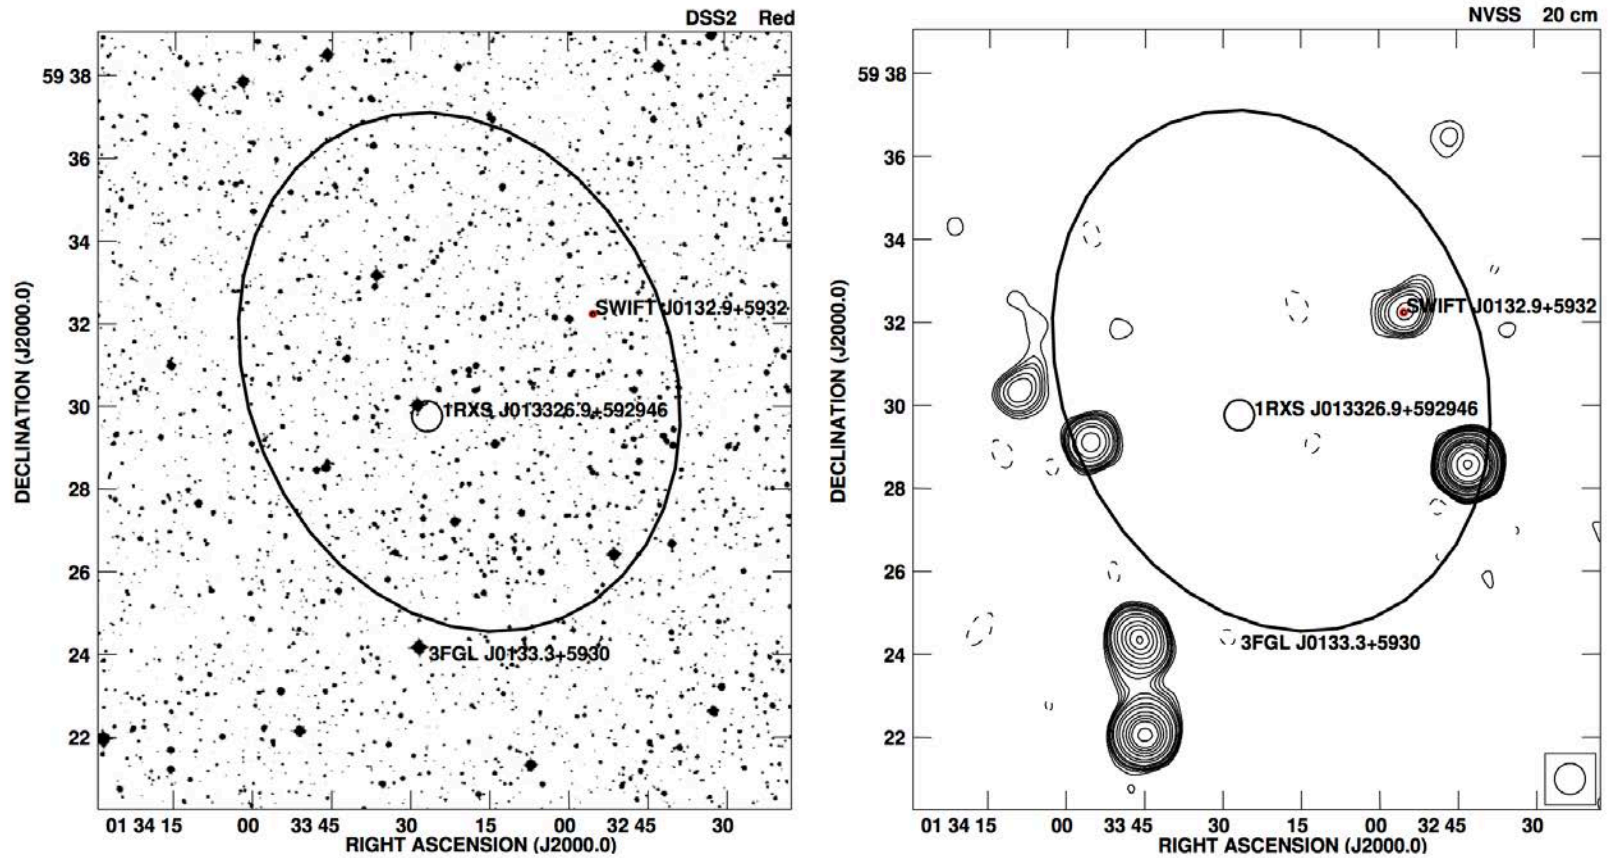 DSS2 Red
59 38
36
34
32
30
28
26
24
22
DECLINATION (J2000.0)
SWIFT J0132.9+5932
1RXS J013326.9+592946
3FGL J0133.3+5930
01 34 15 00 33 45 30 15 00 32 45 30
RIGHT ASCENSION (J2000.0)
NVSS 20 cm
59 38
36
34
32
30
28
26
24
22
DECLINATION (J2000.0)
SWIFT J0132.9+5932
1RXS J013326.9+592946
3FGL J0133.3+5930
01 34 15 00 33 45 30 15 00 32 45 30
RIGHT ASCENSION (J2000.0)